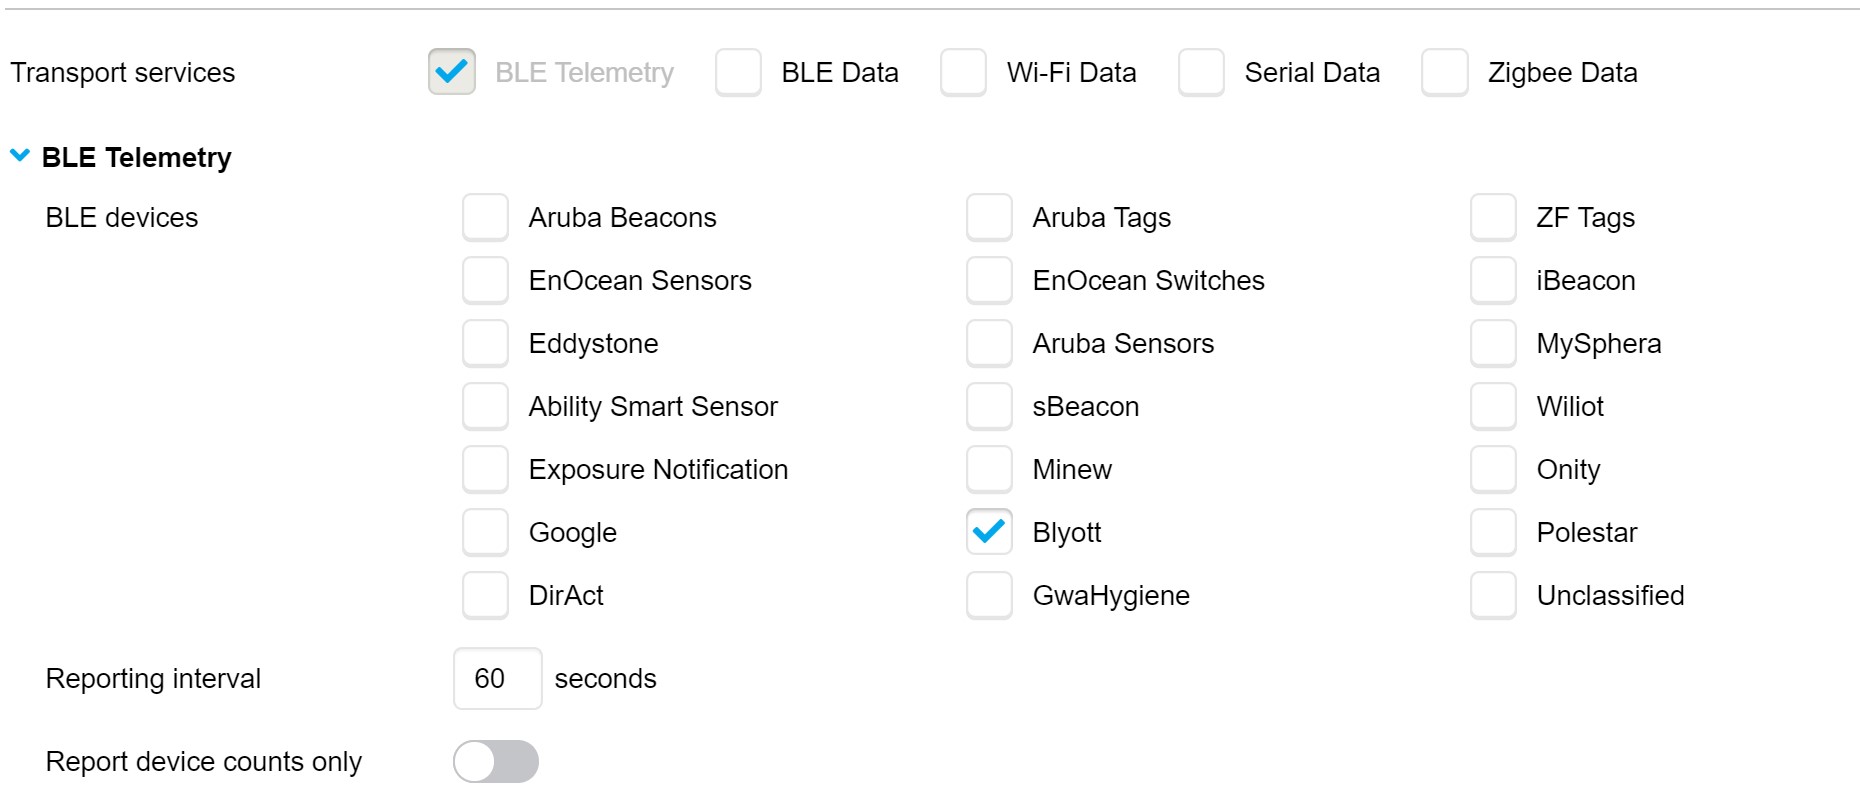 Transport services BLE Telemetry BLE Data Wi-Fi Data Serial Data Zigbee Data
BLE Telemetry
BLE devices Aruba Beacons Aruba Tags ZF Tags
EnOcean Sensors EnOcean Switches iBeacon
Eddystone Aruba Sensors MySphera
Ability Smart Sensor sBeacon Wiliot
Exposure Notification Minew Onity
Google Blyott Polestar
DirAct GwaHygiene Unclassified
Reporting interval 60 seconds
Report device counts only